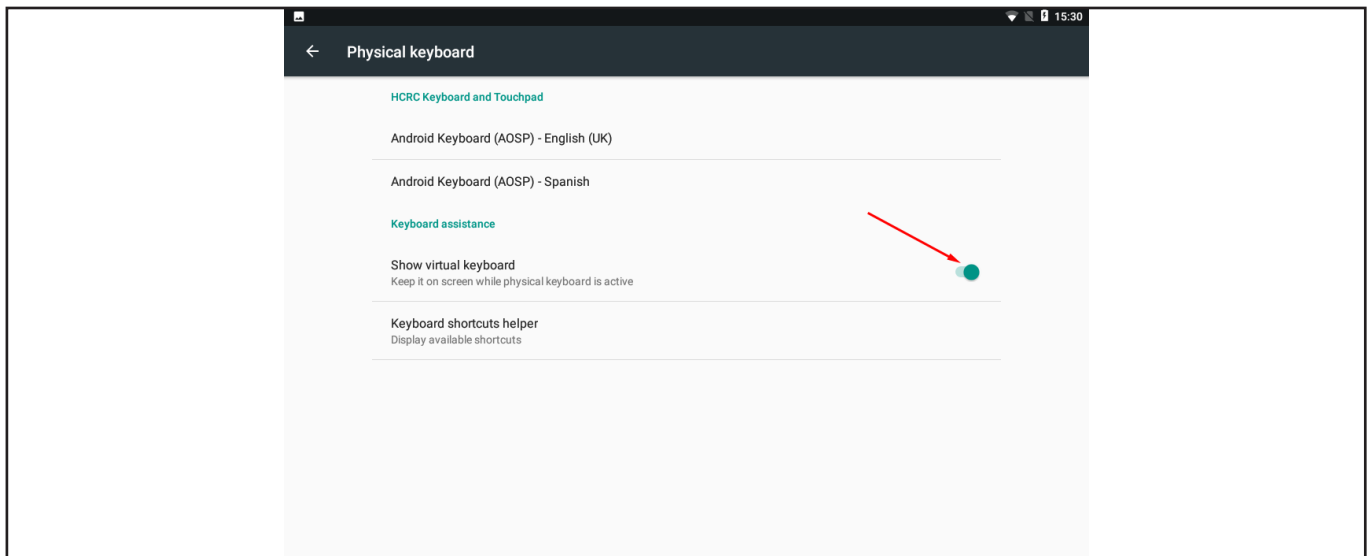 15:30
Physical keyboard
HCRC Keyboard and Touchpad
Android Keyboard (AOSP) - English (UK)
Android Keyboard (AOSP) - Spanish
Keyboard assistance
Show virtual keyboard
Keep it on screen while physical keyboard is active
Keyboard shortcuts helper
Display available shortcuts